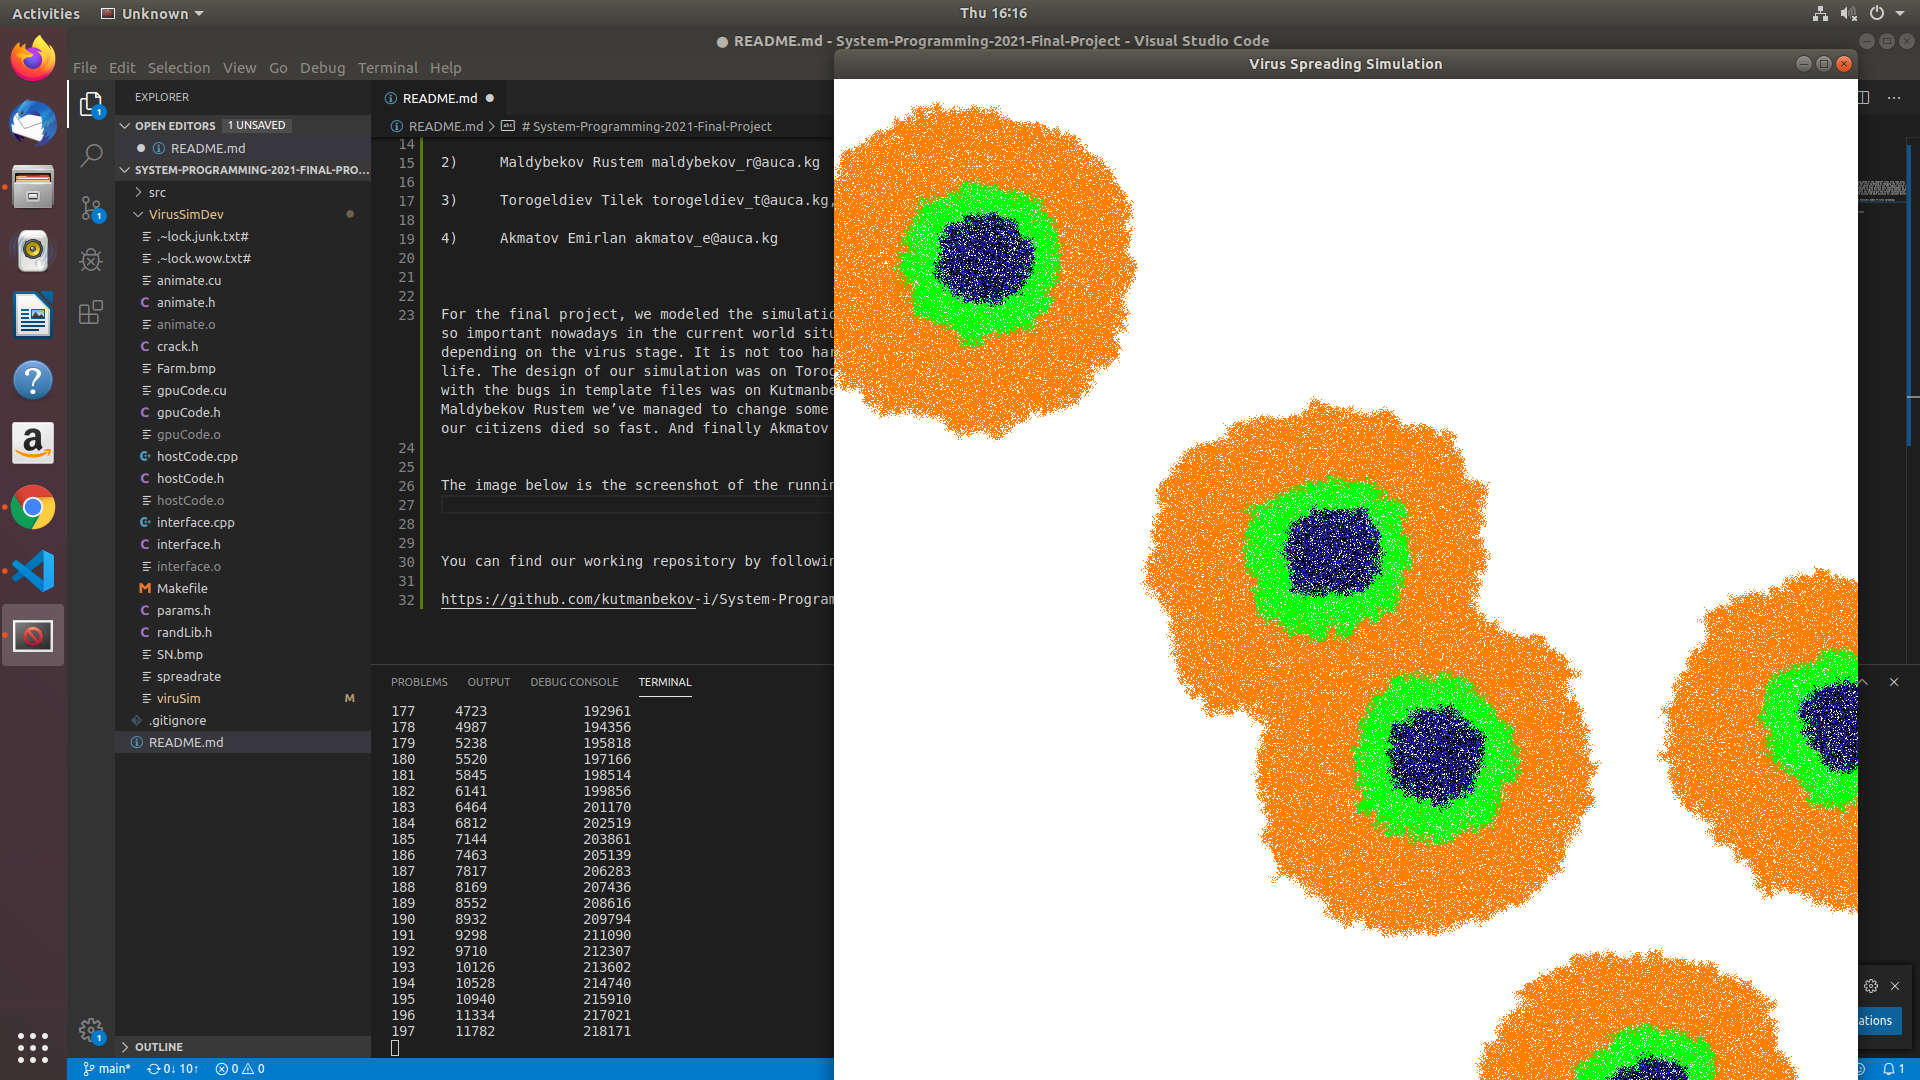 Activities
Unknown
Thu 16:16
● README.md - System-Programming-2021-Final-Project - Visual Studio Code
File Edit Selection View Go Debug Terminal Help
Virus Spreading Simulation
EXPLORER
OPEN EDITORS 1 UNSAVED
README.md
SYSTEM-PROGRAMMING-2021-FINAL-PRO...
src
VirusSimDev
.~lock.junk.txt#
.~lock.wow.txt#
animate.cu
animate.h
animate.o
crack.h
Farm.bmp
gpuCode.cu
gpuCode.h
gpuCode.o
hostCode.cpp
hostCode.h
hostCode.o
interface.cpp
interface.h
interface.o
Makefile
params.h
randLib.h
SN.bmp
spreadrate
viruSim M
.gitignore
README.md
OUTLINE
README.md
README.md > # System-Programming-2021-Final-Project
14
15 2) Maldybekov Rustem maldybekov_r@auca.kg
16
17 3) Torogeldiev Tilek torogeldiev_t@auca.kg,
18
19 4) Akmatov Emirlan akmatov_e@auca.kg
20
21
22
23 For the final project, we modeled the simulatio
so important nowadays in the current world situ
depending on the virus stage. It is not too har
life. The design of our simulation was on Torog
with the bugs in template files was on Kutmanbe
Maldybekov Rustem we’ve managed to change some
our citizens died so fast. And finally Akmatov
24
25
26 The image below is the screenshot of the runnin
27
28
29
30 You can find our working repository by followin
31
32 https://github.com/kutmanbekov-i/System-Program
PROBLEMS OUTPUT DEBUG CONSOLE TERMINAL
177 4723 192961
178 4987 194356
179 5238 195818
180 5520 197166
181 5845 198514
182 6141 199856
183 6464 201170
184 6812 202519
185 7144 203861
186 7463 205139
187 7817 206283
188 8169 207436
189 8552 208616
190 8932 209794
191 9298 211090
192 9710 212307
193 10126 213602
194 10528 214740
195 10940 215910
196 11334 217021
197 11782 218171
ations
main* 0↓ 10↑ 0 0
1